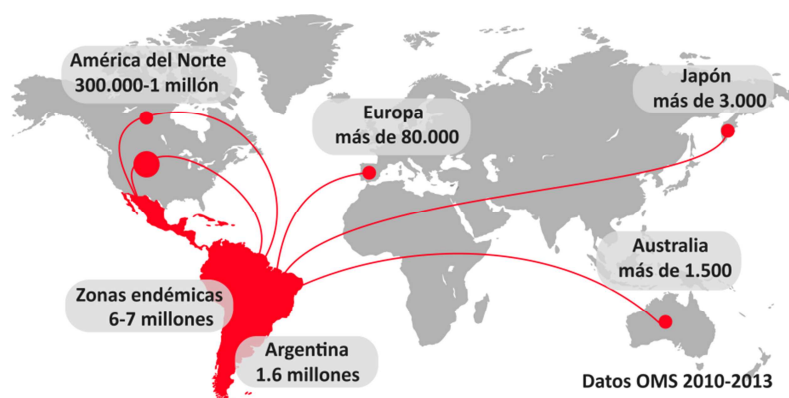 América del Norte
300.000-1 millón
Europa
más de 80.000
Japón
más de 3.000
Australia
más de 1.500
Zonas endémicas
6-7 millones
Argentina
1.6 millones
Datos OMS 2010-2013